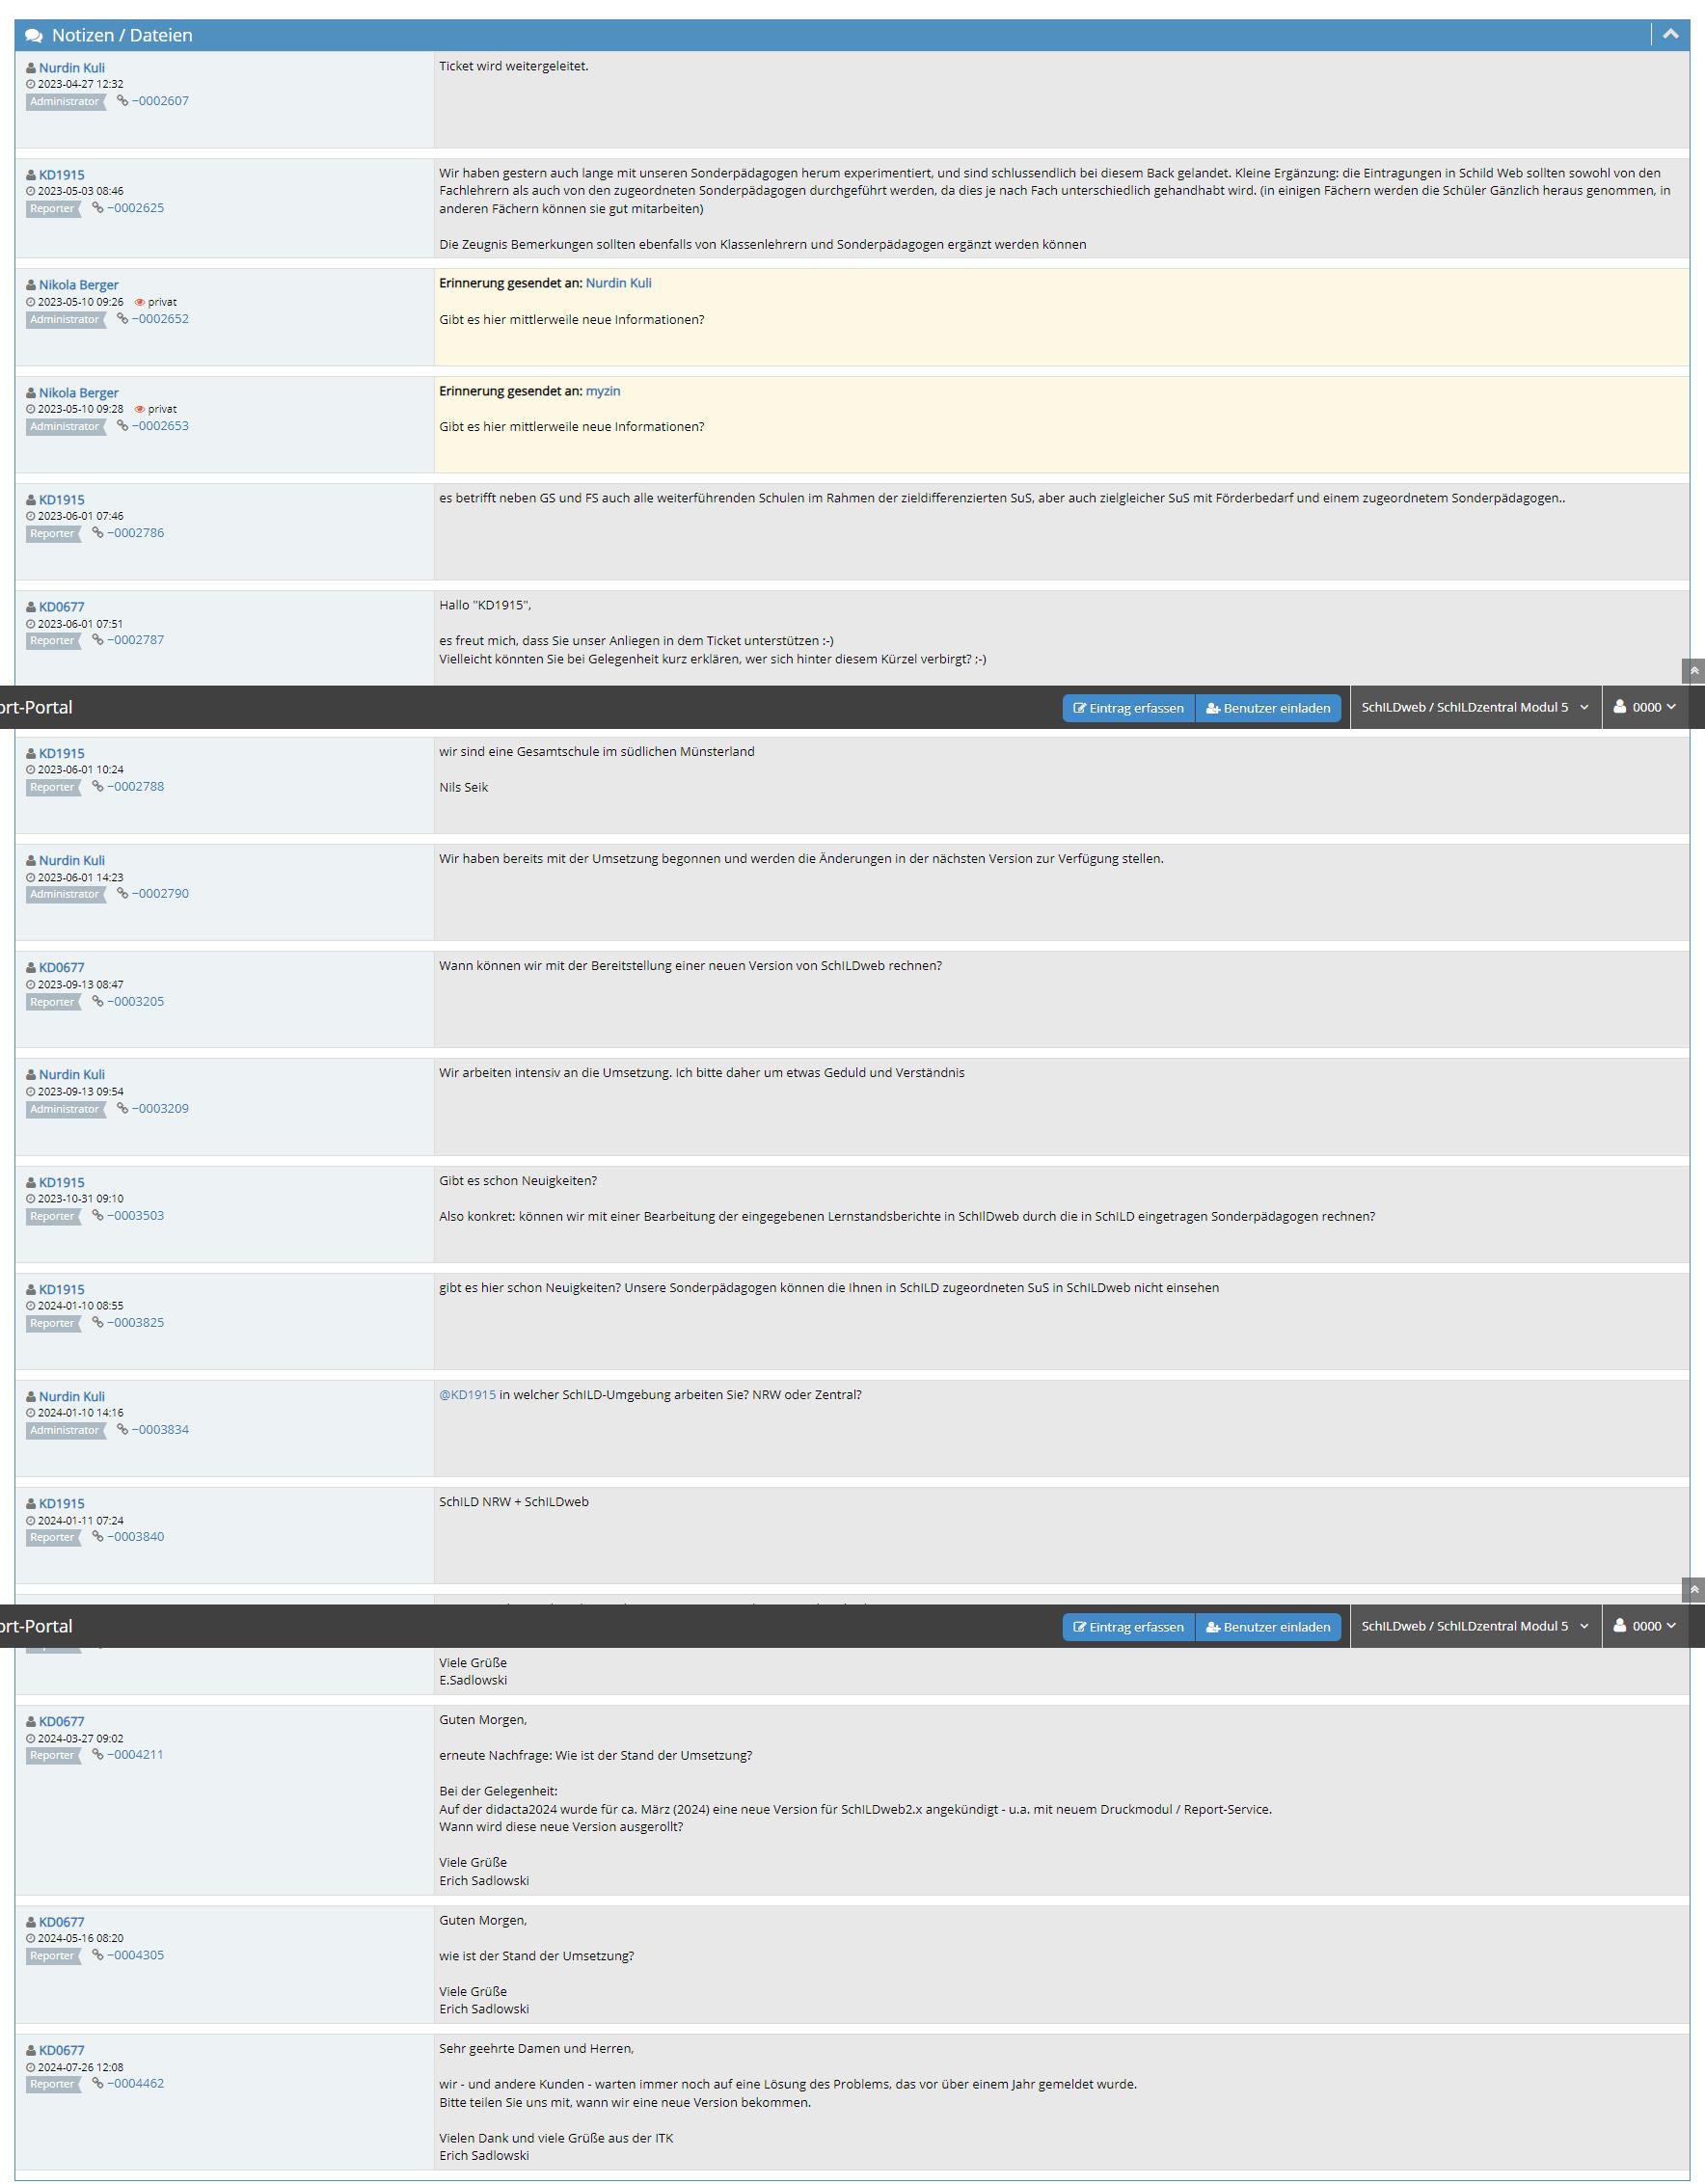 Notizen / Dateien
Nurdin Kuli
2023-04-27 12:32
Administrator ~0002607
Ticket wird weitergeleitet.
KD1915
2023-05-03 08:46
Reporter ~0002625
Wir haben gestern auch lange mit unseren Sonderpädagogen herum experimentiert, und sind schlussendlich bei diesem Back gelandet. Kleine Ergänzung: die Eintragungen in Schild Web sollten sowohl von den
Fachlehrern als auch von den zugeordneten Sonderpädagogen durchgeführt werden, da dies je nach Fach unterschiedlich gehandhabt wird. (in einigen Fächern werden die Schüler Gänzlich heraus genommen, in
anderen Fächern können sie gut mitarbeiten)
Die Zeugnis Bemerkungen sollten ebenfalls von Klassenlehrern und Sonderpädagogen ergänzt werden können
Nikola Berger
2023-05-10 09:26 privat
Administrator ~0002652
Erinnerung gesendet an: Nurdin Kuli
Gibt es hier mittlerweile neue Informationen?
Nikola Berger
2023-05-10 09:28 privat
Administrator ~0002653
Erinnerung gesendet an: myzin
Gibt es hier mittlerweile neue Informationen?
KD1915
2023-06-01 07:46
Reporter ~0002786
es betrifft neben GS und FS auch alle weiterführenden Schulen im Rahmen der zieldifferenzierten SuS, aber auch zielgleicher SuS mit Förderbedarf und einem zugeordnetem Sonderpädagogen..
KD0677
2023-06-01 07:51
Reporter ~0002787
Hallo "KD1915",
es freut mich, dass Sie unser Anliegen in dem Ticket unterstützen :-)
Vielleicht könnten Sie bei Gelegenheit kurz erklären, wer sich hinter diesem Kürzel verbirgt? ;-)
ort-Portal Eintrag erfassen Benutzer einladen SchILDweb / SchILDzentral Modul 5 0000
KD1915
2023-06-01 10:24
Reporter ~0002788
wir sind eine Gesamtschule im südlichen Münsterland
Nils Seik
Nurdin Kuli
2023-06-01 14:23
Administrator ~0002790
Wir haben bereits mit der Umsetzung begonnen und werden die Änderungen in der nächsten Version zur Verfügung stellen.
KD0677
2023-09-13 08:47
Reporter ~0003205
Wann können wir mit der Bereitstellung einer neuen Version von SchILDweb rechnen?
Nurdin Kuli
2023-09-13 09:54
Administrator ~0003209
Wir arbeiten intensiv an die Umsetzung. Ich bitte daher um etwas Geduld und Verständnis
KD1915
2023-10-31 09:10
Reporter ~0003503
Gibt es schon Neuigkeiten?
Also konkret: können wir mit einer Bearbeitung der eingegebenen Lernstandsberichte in SchIlDweb durch die in SchILD eingetragen Sonderpädagogen rechnen?
KD1915
2024-01-10 08:55
Reporter ~0003825
gibt es hier schon Neuigkeiten? Unsere Sonderpädagogen können die Ihnen in SchILD zugeordneten SuS in SchILDweb nicht einsehen
Nurdin Kuli
2024-01-10 14:16
Administrator ~0003834
@KD1915 in welcher SchILD-Umgebung arbeiten Sie? NRW oder Zentral?
KD1915
2024-01-11 07:24
Reporter ~0003840
SchILD NRW + SchILDweb
ort-Portal Eintrag erfassen Benutzer einladen SchILDweb / SchILDzentral Modul 5 0000
Viele Grüße
E.Sadlowski
KD0677
2024-03-27 09:02
Reporter ~0004211
Guten Morgen,
erneute Nachfrage: Wie ist der Stand der Umsetzung?
Bei der Gelegenheit:
Auf der didacta2024 wurde für ca. März (2024) eine neue Version für SchILDweb2.x angekündigt - u.a. mit neuem Druckmodul / Report-Service.
Wann wird diese neue Version ausgerollt?
Viele Grüße
Erich Sadlowski
KD0677
2024-05-16 08:20
Reporter ~0004305
Guten Morgen,
wie ist der Stand der Umsetzung?
Viele Grüße
Erich Sadlowski
KD0677
2024-07-26 12:08
Reporter ~0004462
Sehr geehrte Damen und Herren,
wir - und andere Kunden - warten immer noch auf eine Lösung des Problems, das vor über einem Jahr gemeldet wurde.
Bitte teilen Sie uns mit, wann wir eine neue Version bekommen.
Vielen Dank und viele Grüße aus der ITK
Erich Sadlowski